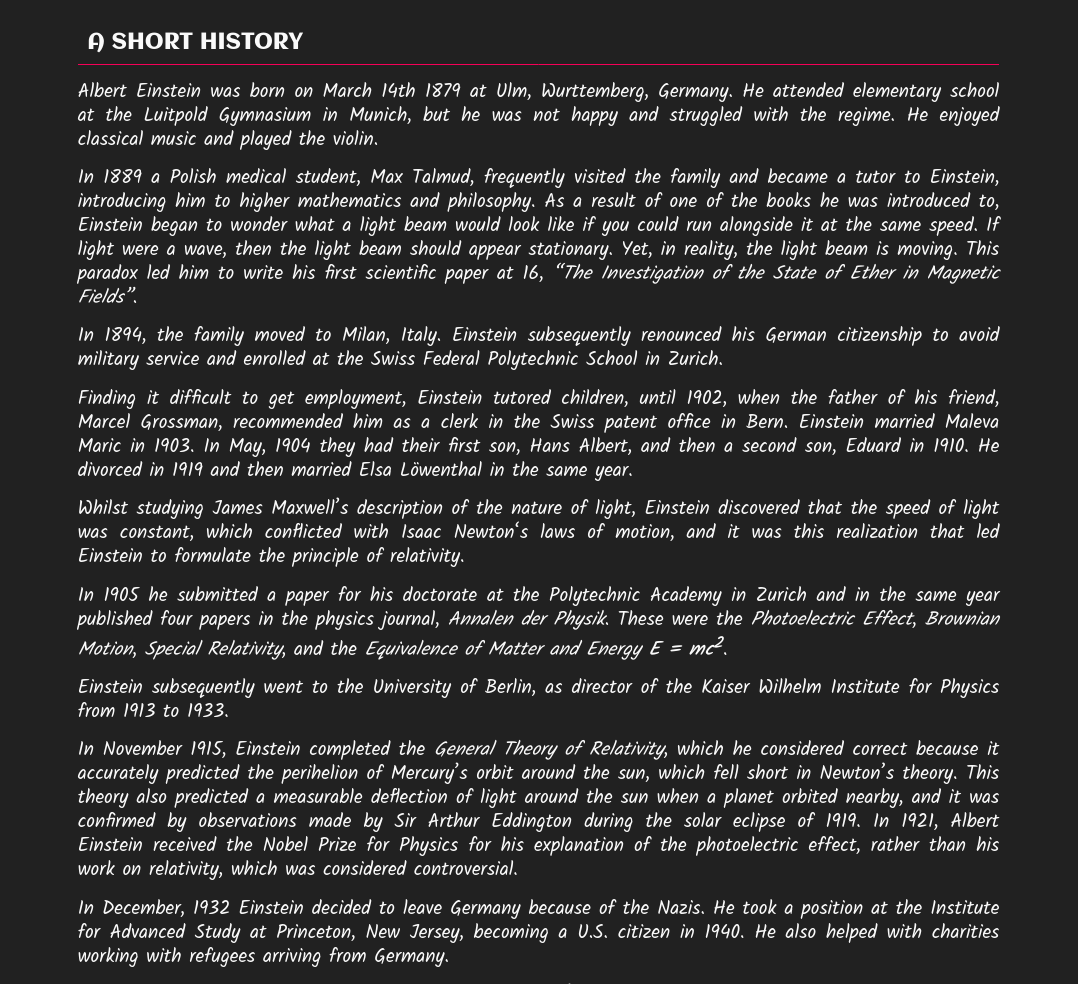 A SHORT HISTORY
Albert Einstein was born on March 14th 1879 at Ulm, Wurttemberg, Germany. He attended elementary school
at the Luitpold Gymnasium in Munich, but he was not happy and struggled with the regime. He enjoyed
classical music and played the violin.
In 1889 a Polish medical student, Max Talmud, frequently visited the family and became a tutor to Einstein,
introducing him to higher mathematics and philosophy. As a result of one of the books he was introduced to,
Einstein began to wonder what a light beam would look like if you could run alongside it at the same speed. If
light were a wave, then the light beam should appear stationary. Yet, in reality, the light beam is moving. This
paradox led him to write his first scientific paper at 16, “The Investigation of the State of Ether in Magnetic
Fields”.
In 1894, the family moved to Milan, Italy. Einstein subsequently renounced his German citizenship to avoid
military service and enrolled at the Swiss Federal Polytechnic School in Zurich.
Finding it difficult to get employment, Einstein tutored children, until 1902, when the father of his friend,
Marcel Grossman, recommended him as a clerk in the Swiss patent office in Bern. Einstein married Maleva
Maric in 1903. In May, 1904 they had their first son, Hans Albert, and then a second son, Eduard in 1910. He
divorced in 1919 and then married Elsa Löwenthal in the same year.
Whilst studying James Maxwell’s description of the nature of light, Einstein discovered that the speed of light
was constant, which conflicted with Isaac Newton‘s laws of motion, and it was this realization that led
Einstein to formulate the principle of relativity.
In 1905 he submitted a paper for his doctorate at the Polytechnic Academy in Zurich and in the same year
published four papers in the physics journal, Annalen der Physik. These were the Photoelectric Effect, Brownian
Motion, Special Relativity, and the Equivalence of Matter and Energy E = mc².
Einstein subsequently went to the University of Berlin, as director of the Kaiser Wilhelm Institute for Physics
from 1913 to 1933.
In November 1915, Einstein completed the General Theory of Relativity, which he considered correct because it
accurately predicted the perihelion of Mercury’s orbit around the sun, which fell short in Newton’s theory. This
theory also predicted a measurable deflection of light around the sun when a planet orbited nearby, and it was
confirmed by observations made by Sir Arthur Eddington during the solar eclipse of 1919. In 1921, Albert
Einstein received the Nobel Prize for Physics for his explanation of the photoelectric effect, rather than his
work on relativity, which was considered controversial.
In December, 1932 Einstein decided to leave Germany because of the Nazis. He took a position at the Institute
for Advanced Study at Princeton, New Jersey, becoming a U.S. citizen in 1940. He also helped with charities
working with refugees arriving from Germany.